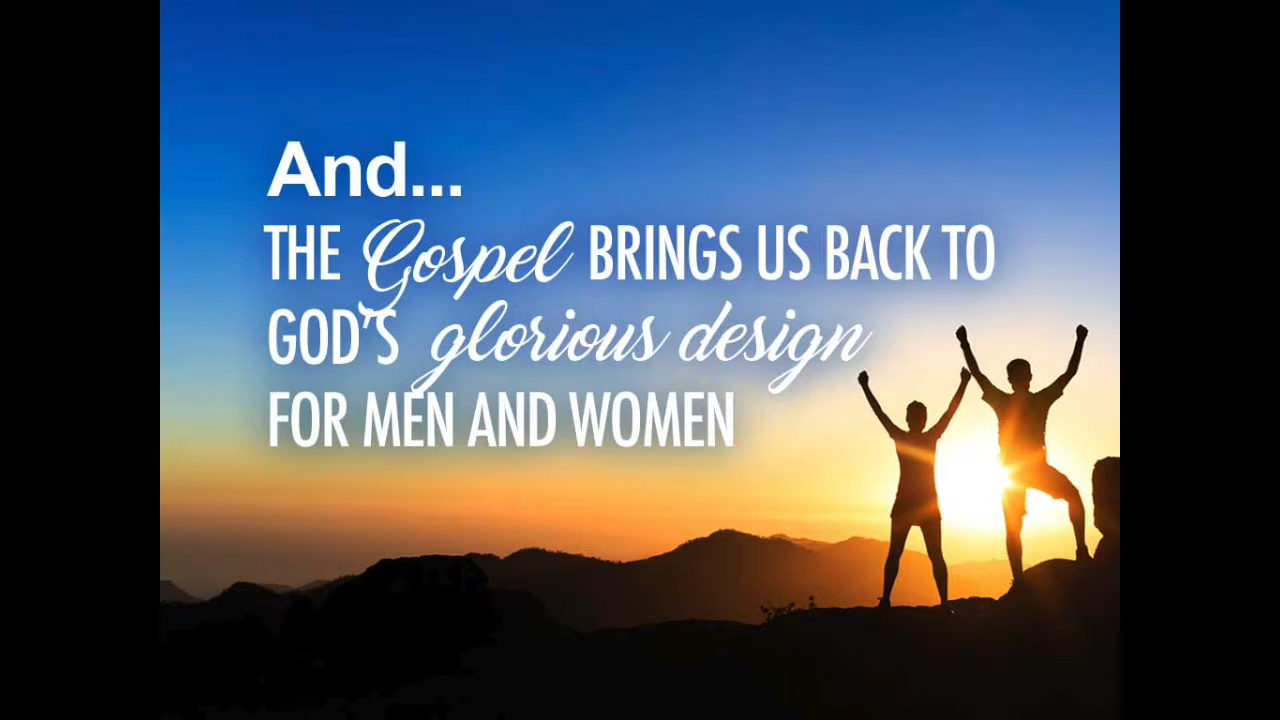 And...
THE Gospel BRINGS US BACK TO
GOD'S glorious design
FOR MEN AND WOMEN